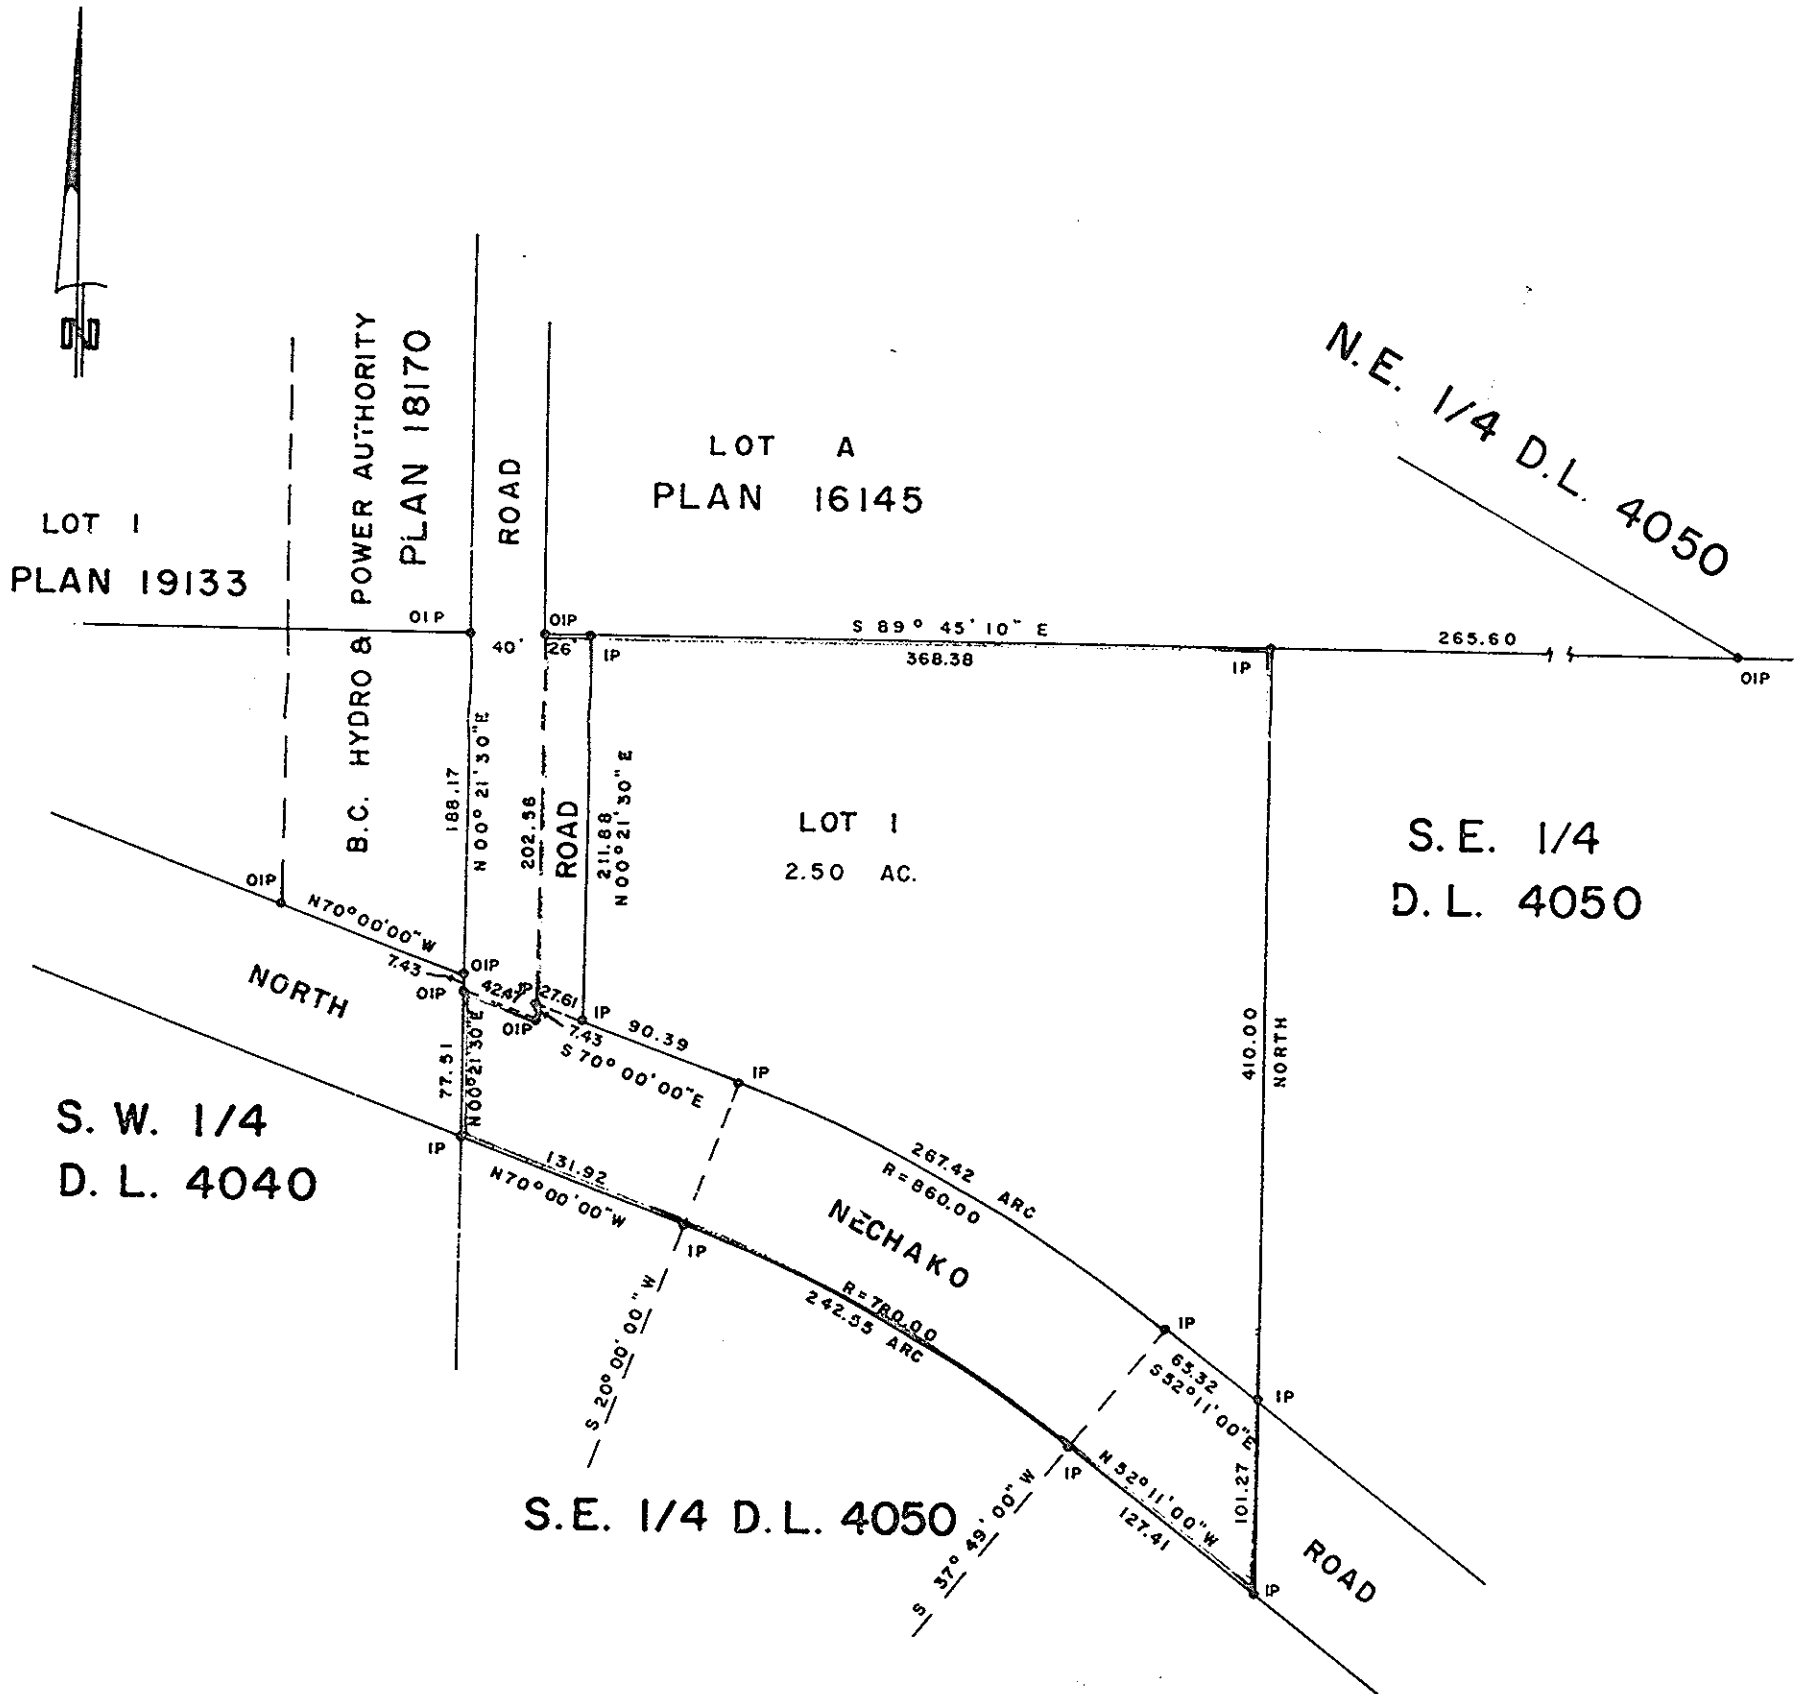 N
B.C. HYDRO & POWER AUTHORITY
PLAN 18170
ROAD
LOT A
PLAN 16145
N.E. 1/4 D.L. 4050
LOT 1
PLAN 19133
OIP
OIP
40'
26'
IP
S 89° 45' 10" E
368.38
IP
265.60
OIP
188.17
N 00° 21' 30" E
202.56
ROAD
211.88
N 00° 21' 30" E
LOT 1
2.50 AC.
S.E. 1/4
D.L. 4050
410.00
NORTH
OIP
N70°00'00"W
7.43
OIP
OIP
42.47
IP
27.61
IP
OIP
7.43
S 70° 00' 00" E
90.39
IP
NORTH
77.51
N00°21'30"E
S.W. 1/4
D.L. 4040
IP
131.92
N70°00'00"W
IP
267.42 ARC
R=860.00
NECHAKO
R=780.00
242.55 ARC
S 20° 00' 00" W
IP
65.32
S52°11'00"E
IP
IP
N 52° 11' 00" W
127.41
101.27
IP
S 37° 49' 00" W
S.E. 1/4 D.L. 4050
ROAD